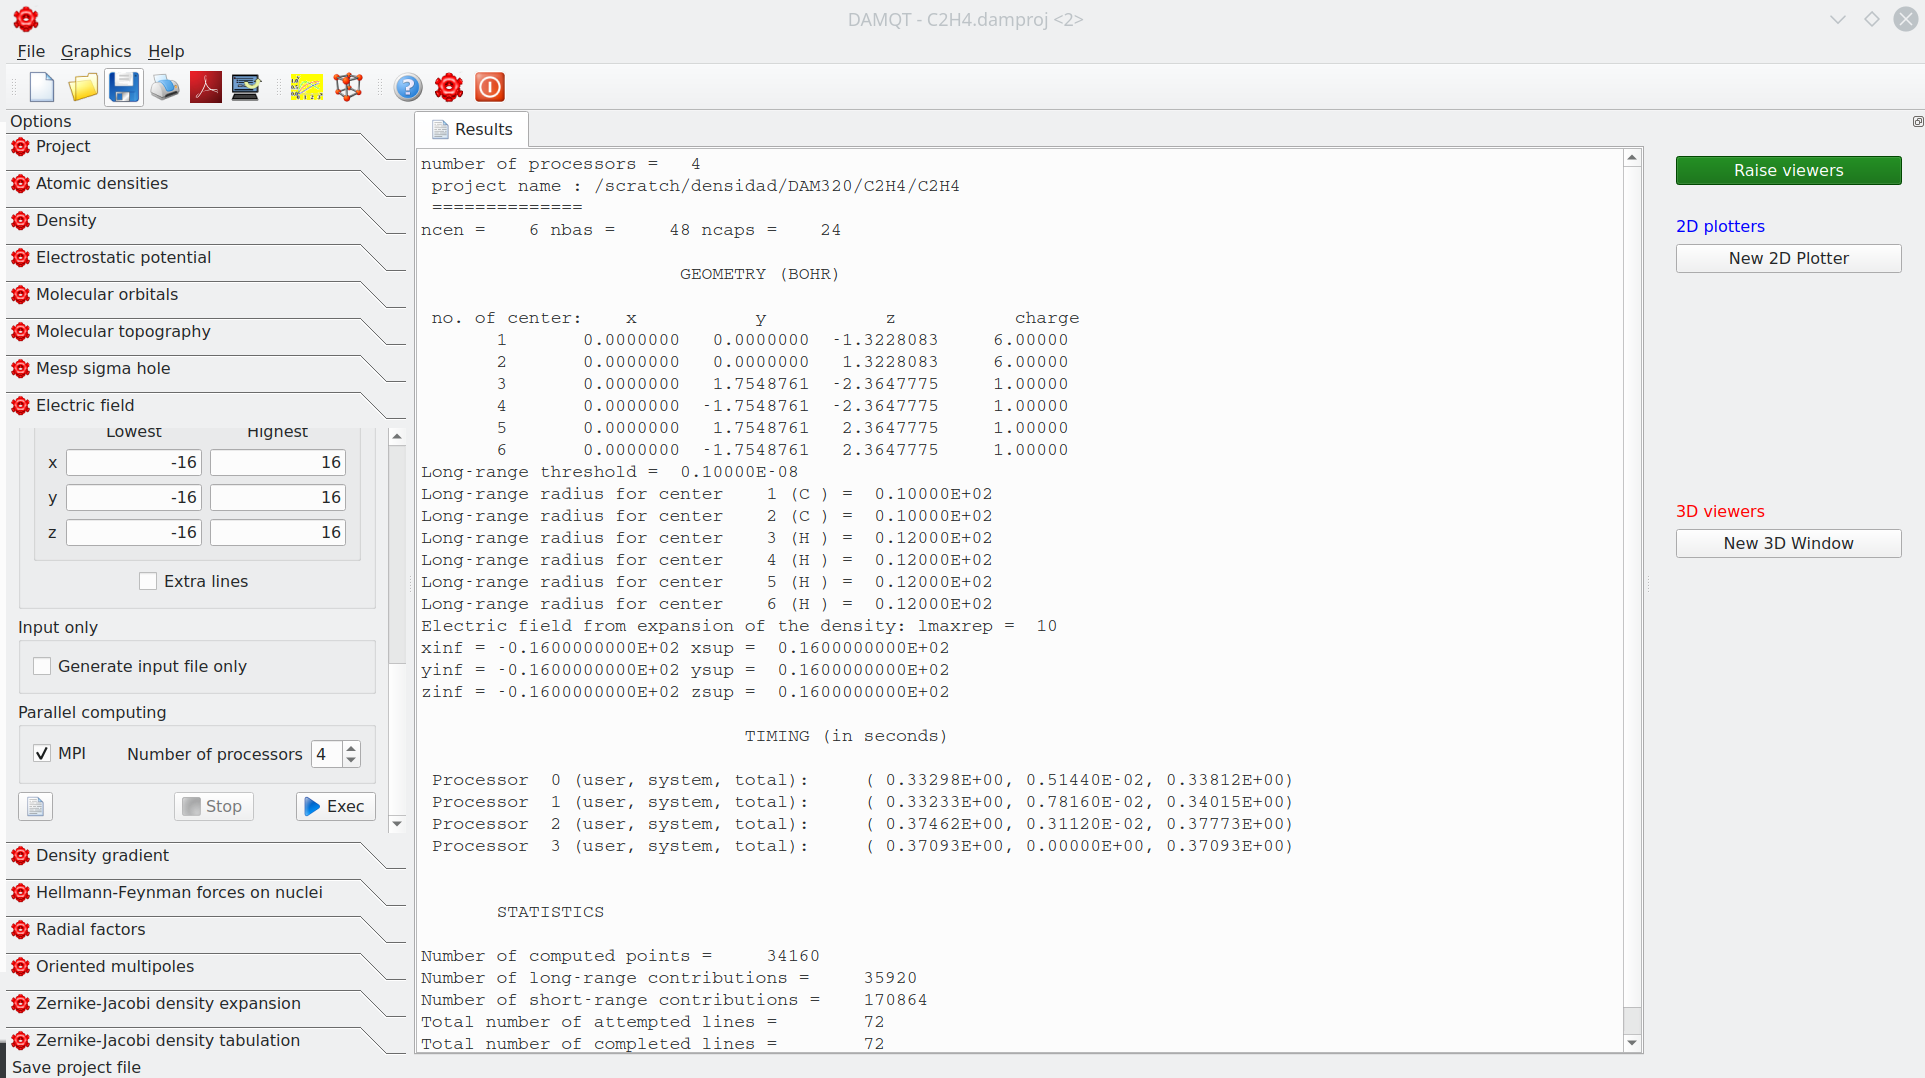 DAMQT - C2H4.damproj <2>
File Graphics Help
Options
Project
Atomic densities
Density
Electrostatic potential
Molecular orbitals
Molecular topography
Mesp sigma hole
Electric field
Lowest Highest
x -16 16
y -16 16
z -16 16
Extra lines
Input only
Generate input file only
Parallel computing
MPI Number of processors 4
Stop Exec
Density gradient
Hellmann-Feynman forces on nuclei
Radial factors
Oriented multipoles
Zernike-Jacobi density expansion
Zernike-Jacobi density tabulation
Save project file
Results
number of processors = 4
project name : /scratch/densidad/DAM320/C2H4/C2H4
==============
ncen = 6 nbas = 48 ncaps = 24
GEOMETRY (BOHR)
no. of center: x y z charge
1 0.0000000 0.0000000 -1.3228083 6.00000
2 0.0000000 0.0000000 1.3228083 6.00000
3 0.0000000 1.7548761 -2.3647775 1.00000
4 0.0000000 -1.7548761 -2.3647775 1.00000
5 0.0000000 1.7548761 2.3647775 1.00000
6 0.0000000 -1.7548761 2.3647775 1.00000
Long-range threshold = 0.10000E-08
Long-range radius for center 1 (C ) = 0.10000E+02
Long-range radius for center 2 (C ) = 0.10000E+02
Long-range radius for center 3 (H ) = 0.12000E+02
Long-range radius for center 4 (H ) = 0.12000E+02
Long-range radius for center 5 (H ) = 0.12000E+02
Long-range radius for center 6 (H ) = 0.12000E+02
Electric field from expansion of the density: lmaxrep = 10
xinf = -0.1600000000E+02 xsup = 0.1600000000E+02
yinf = -0.1600000000E+02 ysup = 0.1600000000E+02
zinf = -0.1600000000E+02 zsup = 0.1600000000E+02
TIMING (in seconds)
Processor 0 (user, system, total): ( 0.33298E+00, 0.51440E-02, 0.33812E+00)
Processor 1 (user, system, total): ( 0.33233E+00, 0.78160E-02, 0.34015E+00)
Processor 2 (user, system, total): ( 0.37462E+00, 0.31120E-02, 0.37773E+00)
Processor 3 (user, system, total): ( 0.37093E+00, 0.00000E+00, 0.37093E+00)
STATISTICS
Number of computed points = 34160
Number of long-range contributions = 35920
Number of short-range contributions = 170864
Total number of attempted lines = 72
Total number of completed lines = 72
Raise viewers
2D plotters
New 2D Plotter
3D viewers
New 3D Window